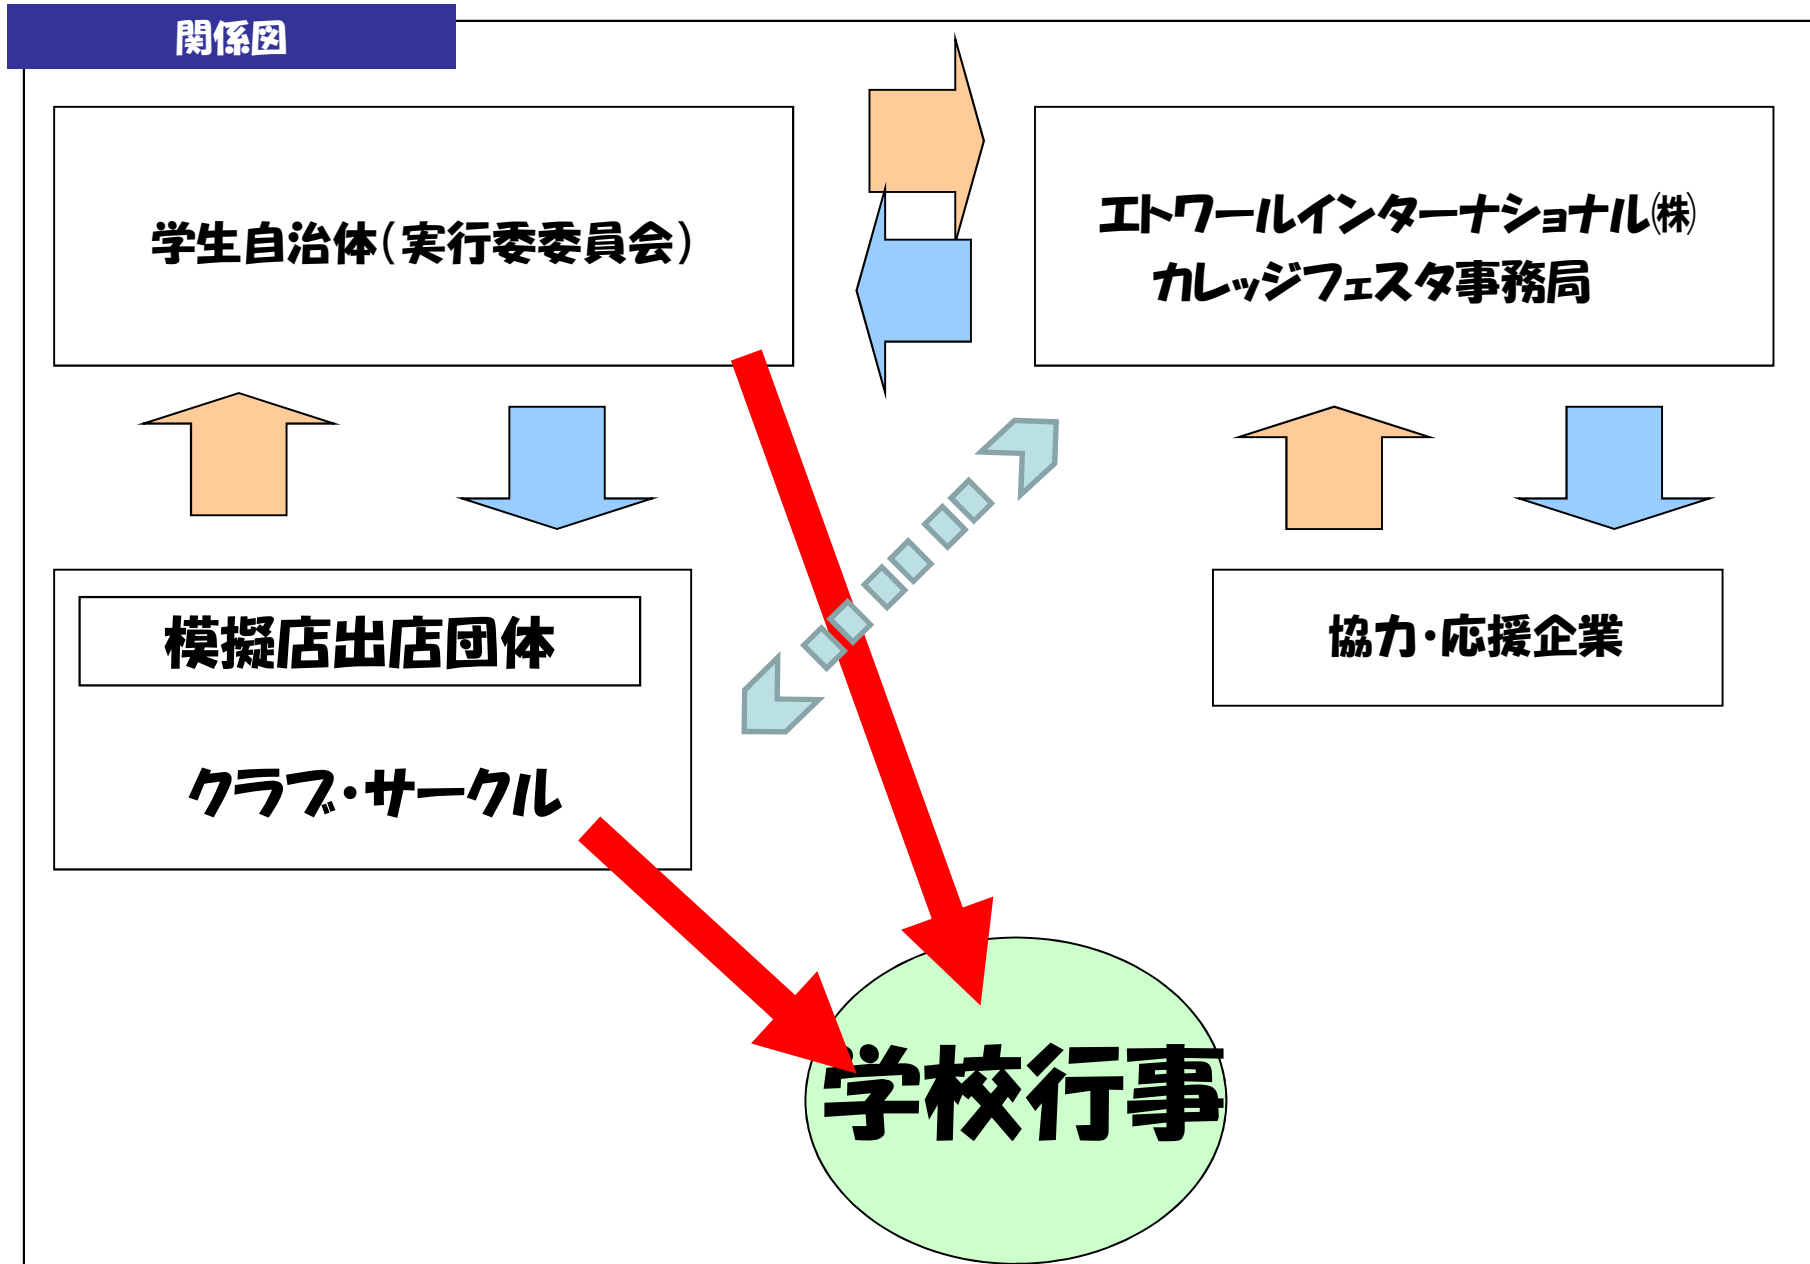 関係図
学生自治体(実行委委員会)
エトワールインターナショナル㈱
カレッジフェスタ事務局
模擬店出店団体
クラブ・サークル
協力・応援企業
学校行事